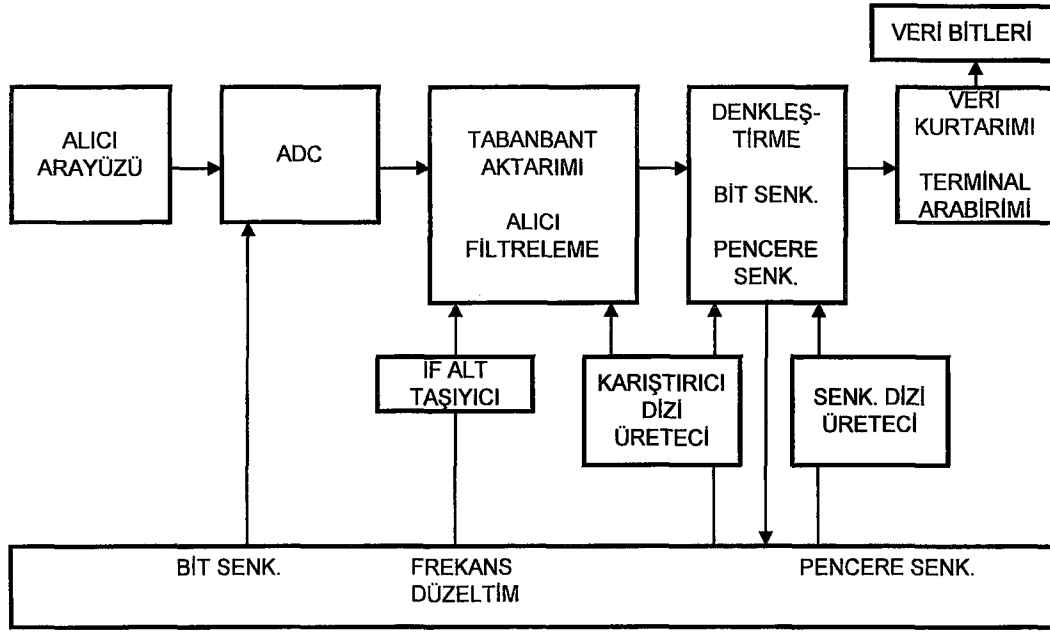 VERİ BİTLERİ
ALICI
ARAYÜZÜ
ADC
TABANBANT
AKTARIMI
ALICI
FİLTRELEME
DENKLEŞ-
TİRME
BİT SENK.
PENCERE
SENK.
VERİ
KURTARIMI
TERMİNAL
ARABİRİMİ
IF ALT
TAŞIYICI
KARIŞTIRICI
DİZİ
ÜRETECİ
SENK. DİZİ
ÜRETECİ
BİT SENK.
FREKANS
DÜZELTİM
PENCERE SENK.